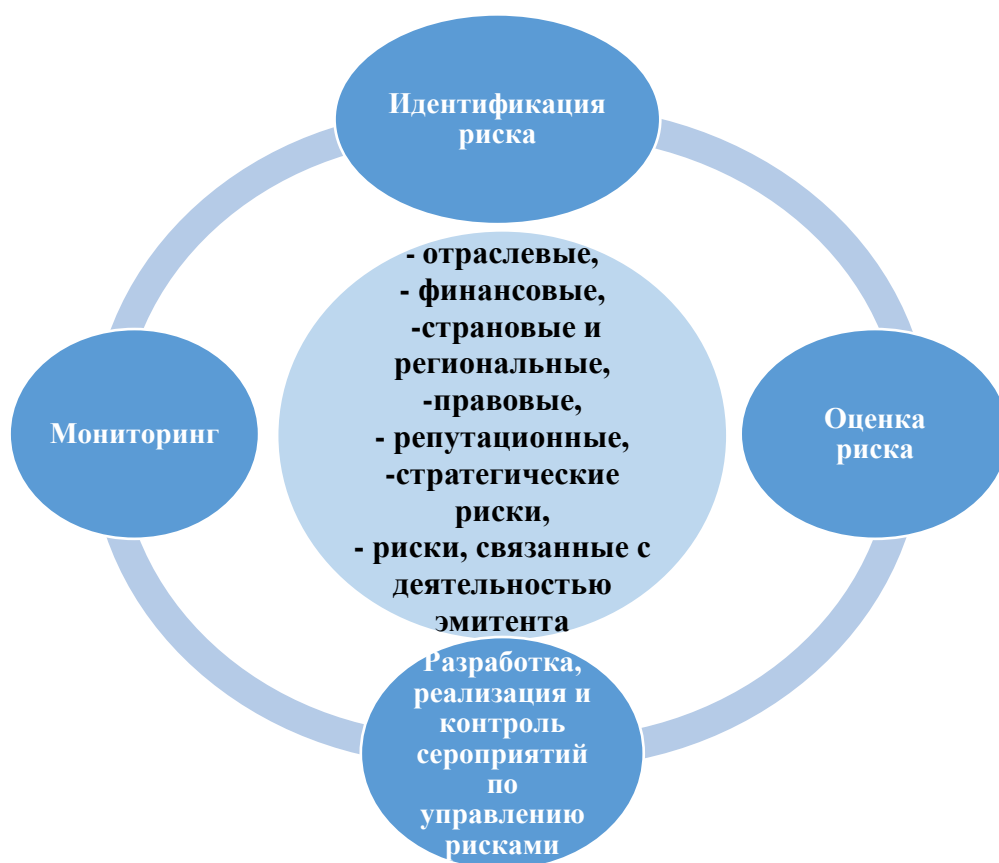 Идентификация
риска
- отраслевые,
- финансовые,
-страновые и
региональные,
-правовые,
- репутационные,
-стратегические
риски,
- риски, связанные с
деятельностью
эмитента
Оценка
риска
Разработка,
реализация и
контроль
сероприятий
по
управлению
рисками
Мониторинг